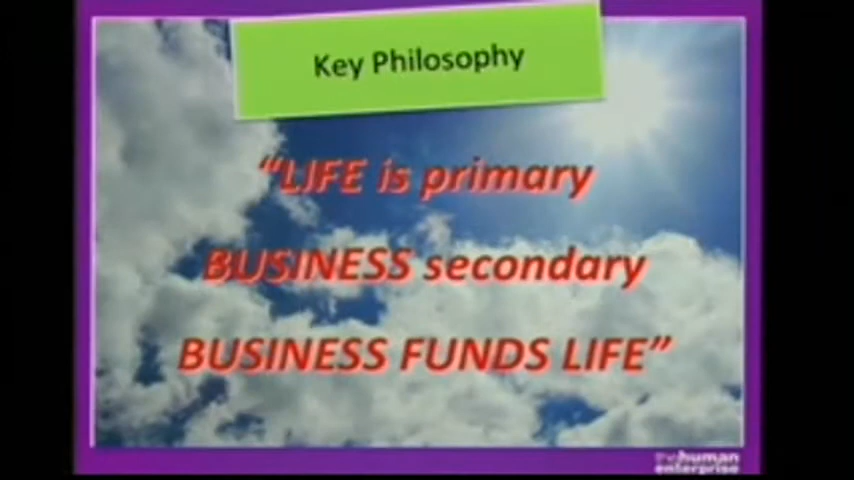 Key Philosophy
“LIFE is primary
BUSINESS secondary
BUSINESS FUNDS LIFE”
the human
enterprise